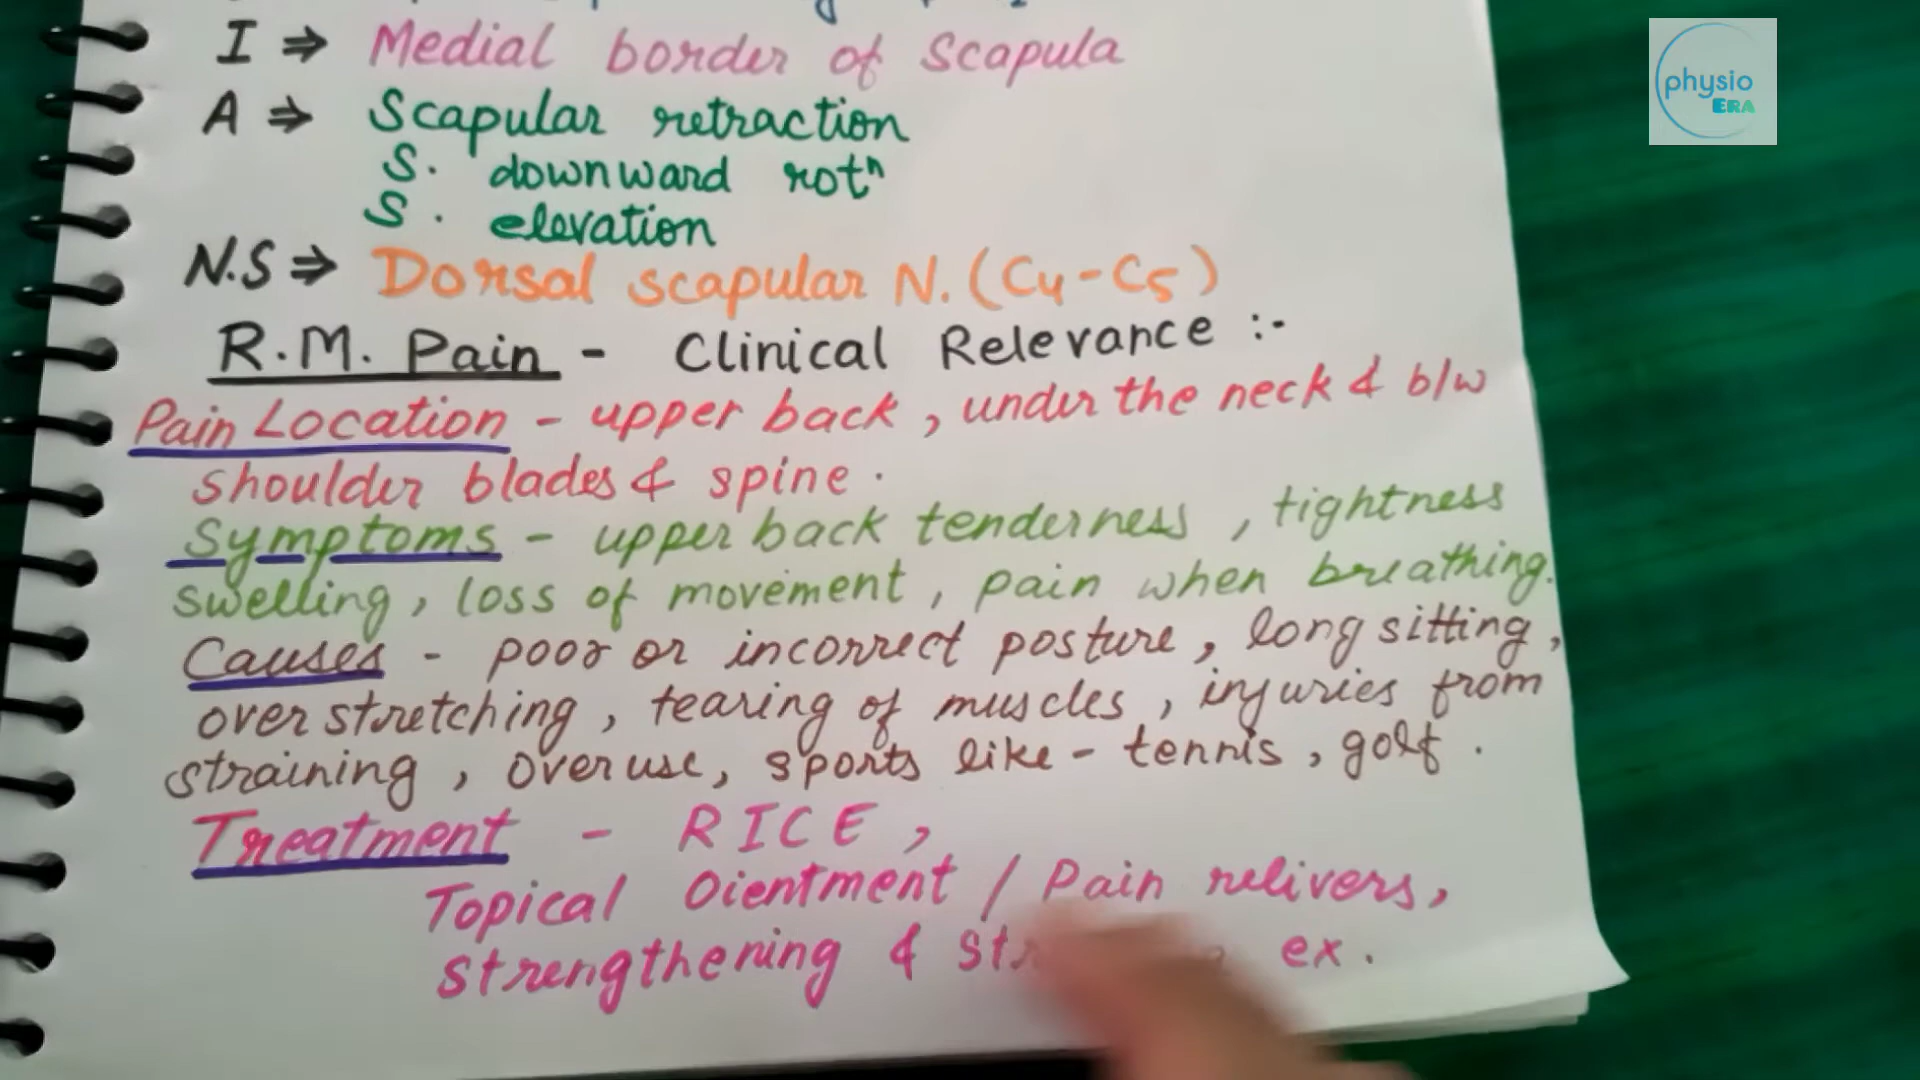 I ⇒ Medial border of Scapula
A ⇒ Scapular retraction
S. downward rotⁿ
S. elevation
N.S ⇒ Dorsal scapular N. (C4-C5)
R.M. Pain - Clinical Relevance :-
Pain Location - upper back, under the neck & b/w
shoulder blades & spine.
Symptoms - upper back tenderness, tightness
swelling, loss of movement, pain when breathing.
Causes - poor or incorrect posture, long sitting,
over stretching, tearing of muscles, injuries from
straining, overuse, sports like - tennis, golf.
Treatment - RICE,
Topical Oientment / Pain relivers,
strengthening & ex.
physio
ERA